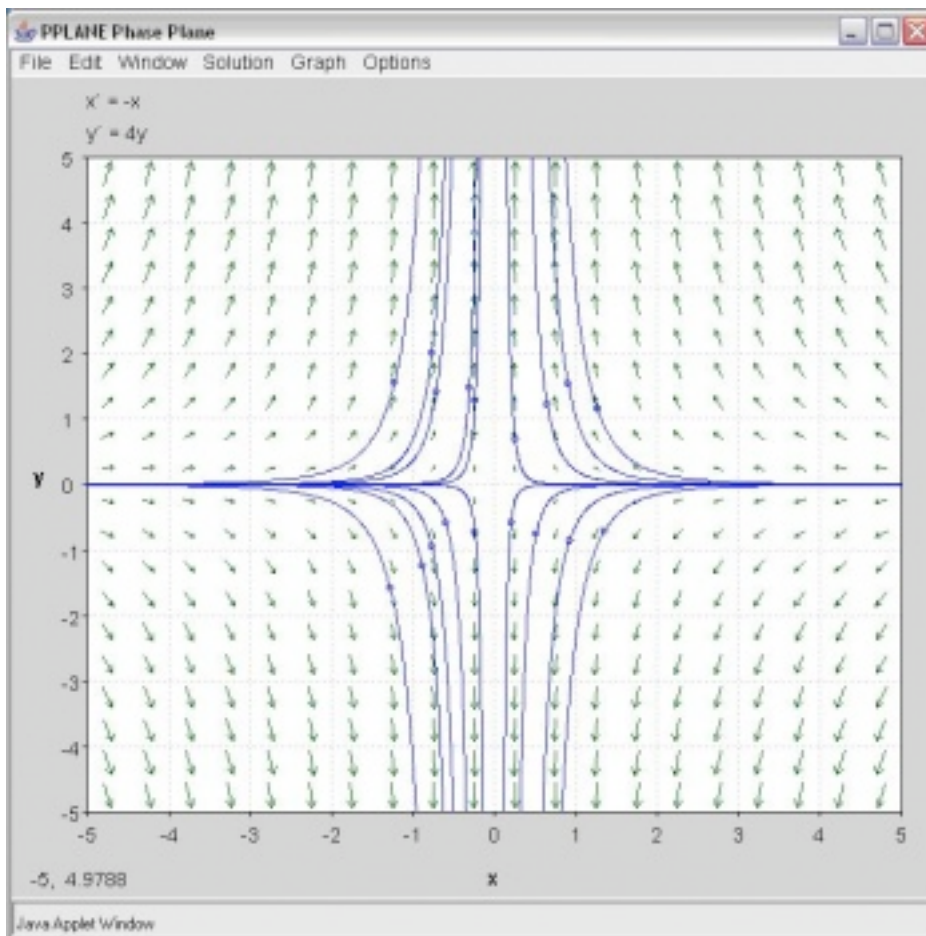 PPLANE Phase Plane
File Edit Window Solution Graph Options
x' = -x
y' = 4y
5
4
3
2
1
y
0
-1
-2
-3
-4
-5
-5 -4 -3 -2 -1 0 1 2 3 4 5
-5, 4.9788
x
Java Applet Window